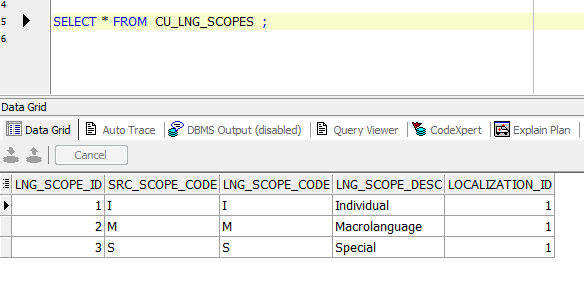 4
5 SELECT * FROM CU_LNG_SCOPES ;
6
Data Grid
Data Grid Auto Trace DBMS Output (disabled) Query Viewer CodeXpert Explain Plan
Cancel
LNG_SCOPE_ID SRC_SCOPE_CODE LNG_SCOPE_CODE LNG_SCOPE_DESC LOCALIZATION_ID
1 I I Individual 1
2 M M Macrolanguage 1
3 S S Special 1